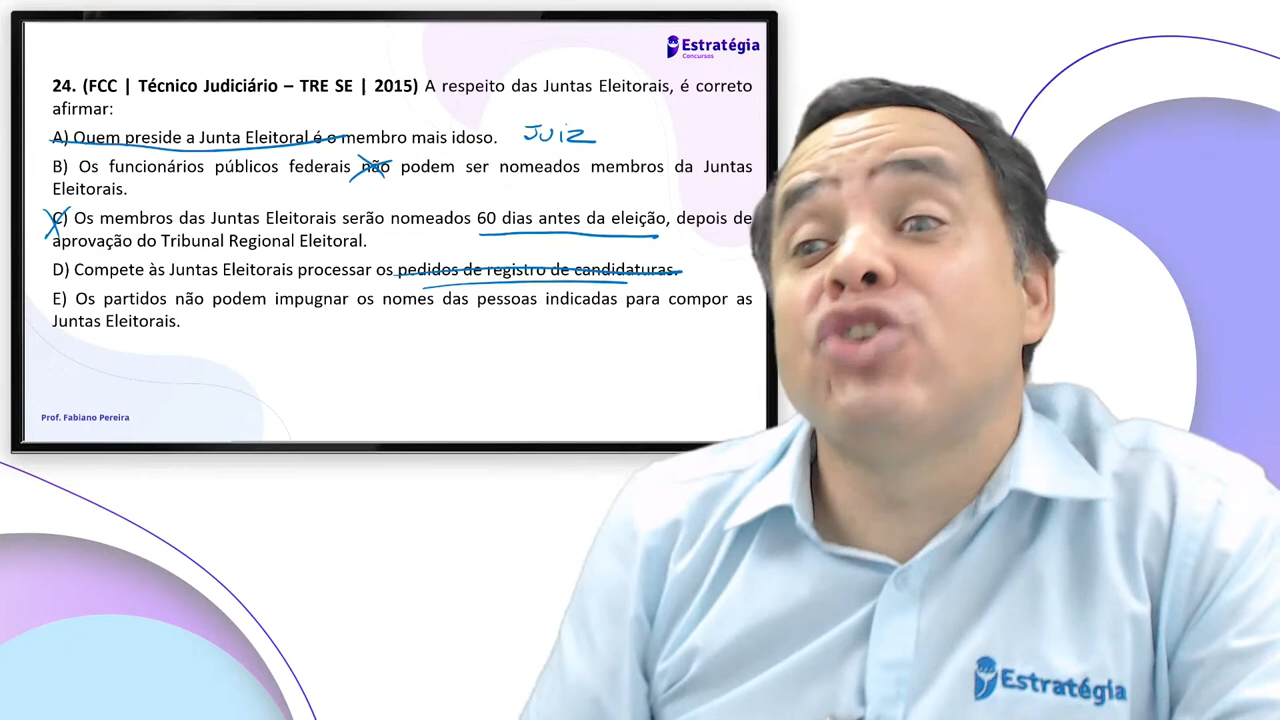 Estratégia
Concursos
24. (FCC | Técnico Judiciário – TRE SE | 2015) A respeito das Juntas Eleitorais, é correto
afirmar:
A) Quem preside a Junta Eleitoral é o membro mais idoso. JUIZ
B) Os funcionários públicos federais não podem ser nomeados membros da Juntas
Eleitorais.
C) Os membros das Juntas Eleitorais serão nomeados 60 dias antes da eleição, depois de
aprovação do Tribunal Regional Eleitoral.
D) Compete às Juntas Eleitorais processar os pedidos de registro de candidaturas.
E) Os partidos não podem impugnar os nomes das pessoas indicadas para compor as
Juntas Eleitorais.
Prof. Fabiano Pereira
Estratégia